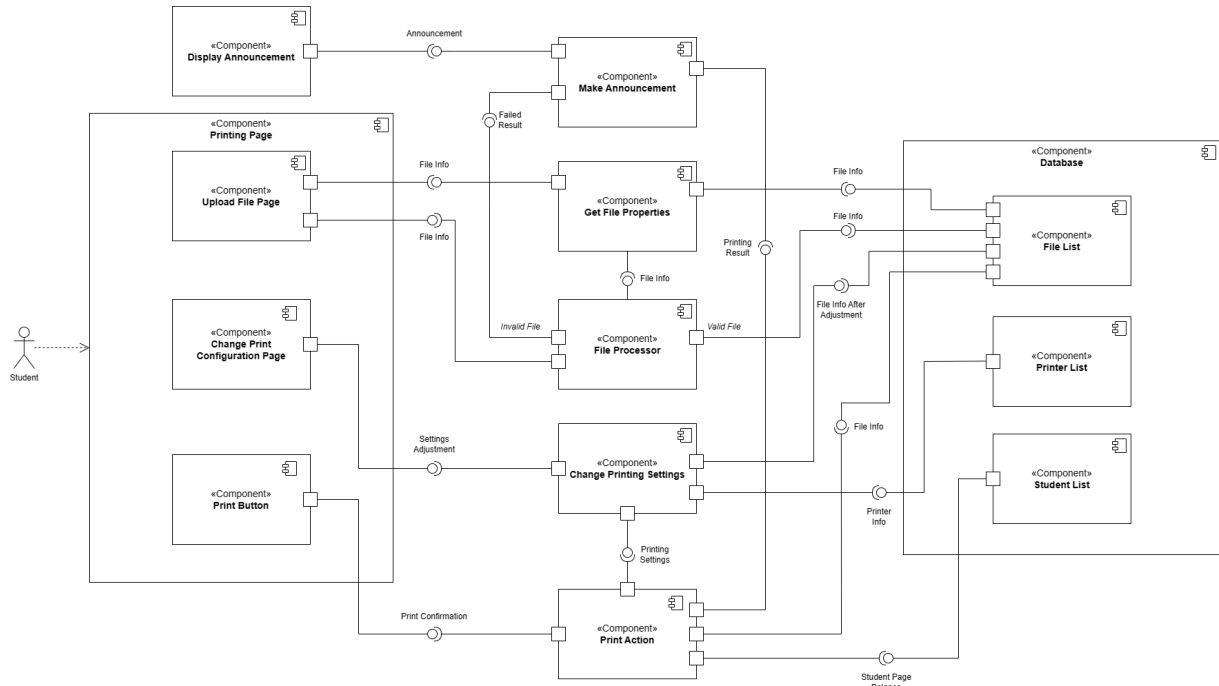 «Component»
Display Announcement
Announcement
«Component»
Make Announcement
Failed
Result
«Component»
Printing Page
«Component»
Upload File Page
File Info
File Info
«Component»
Get File Properties
File Info
File Info
Printing
Result
«Component»
Database
«Component»
File List
File Info
Invalid File
«Component»
File Processor
Valid File
File Info After
Adjustment
«Component»
Change Print
Configuration Page
Student
«Component»
Printer List
Settings
Adjustment
«Component»
Change Printing Settings
File Info
«Component»
Student List
«Component»
Print Button
Printer
Info
Printing
Settings
Print Confirmation
«Component»
Print Action
Student Page